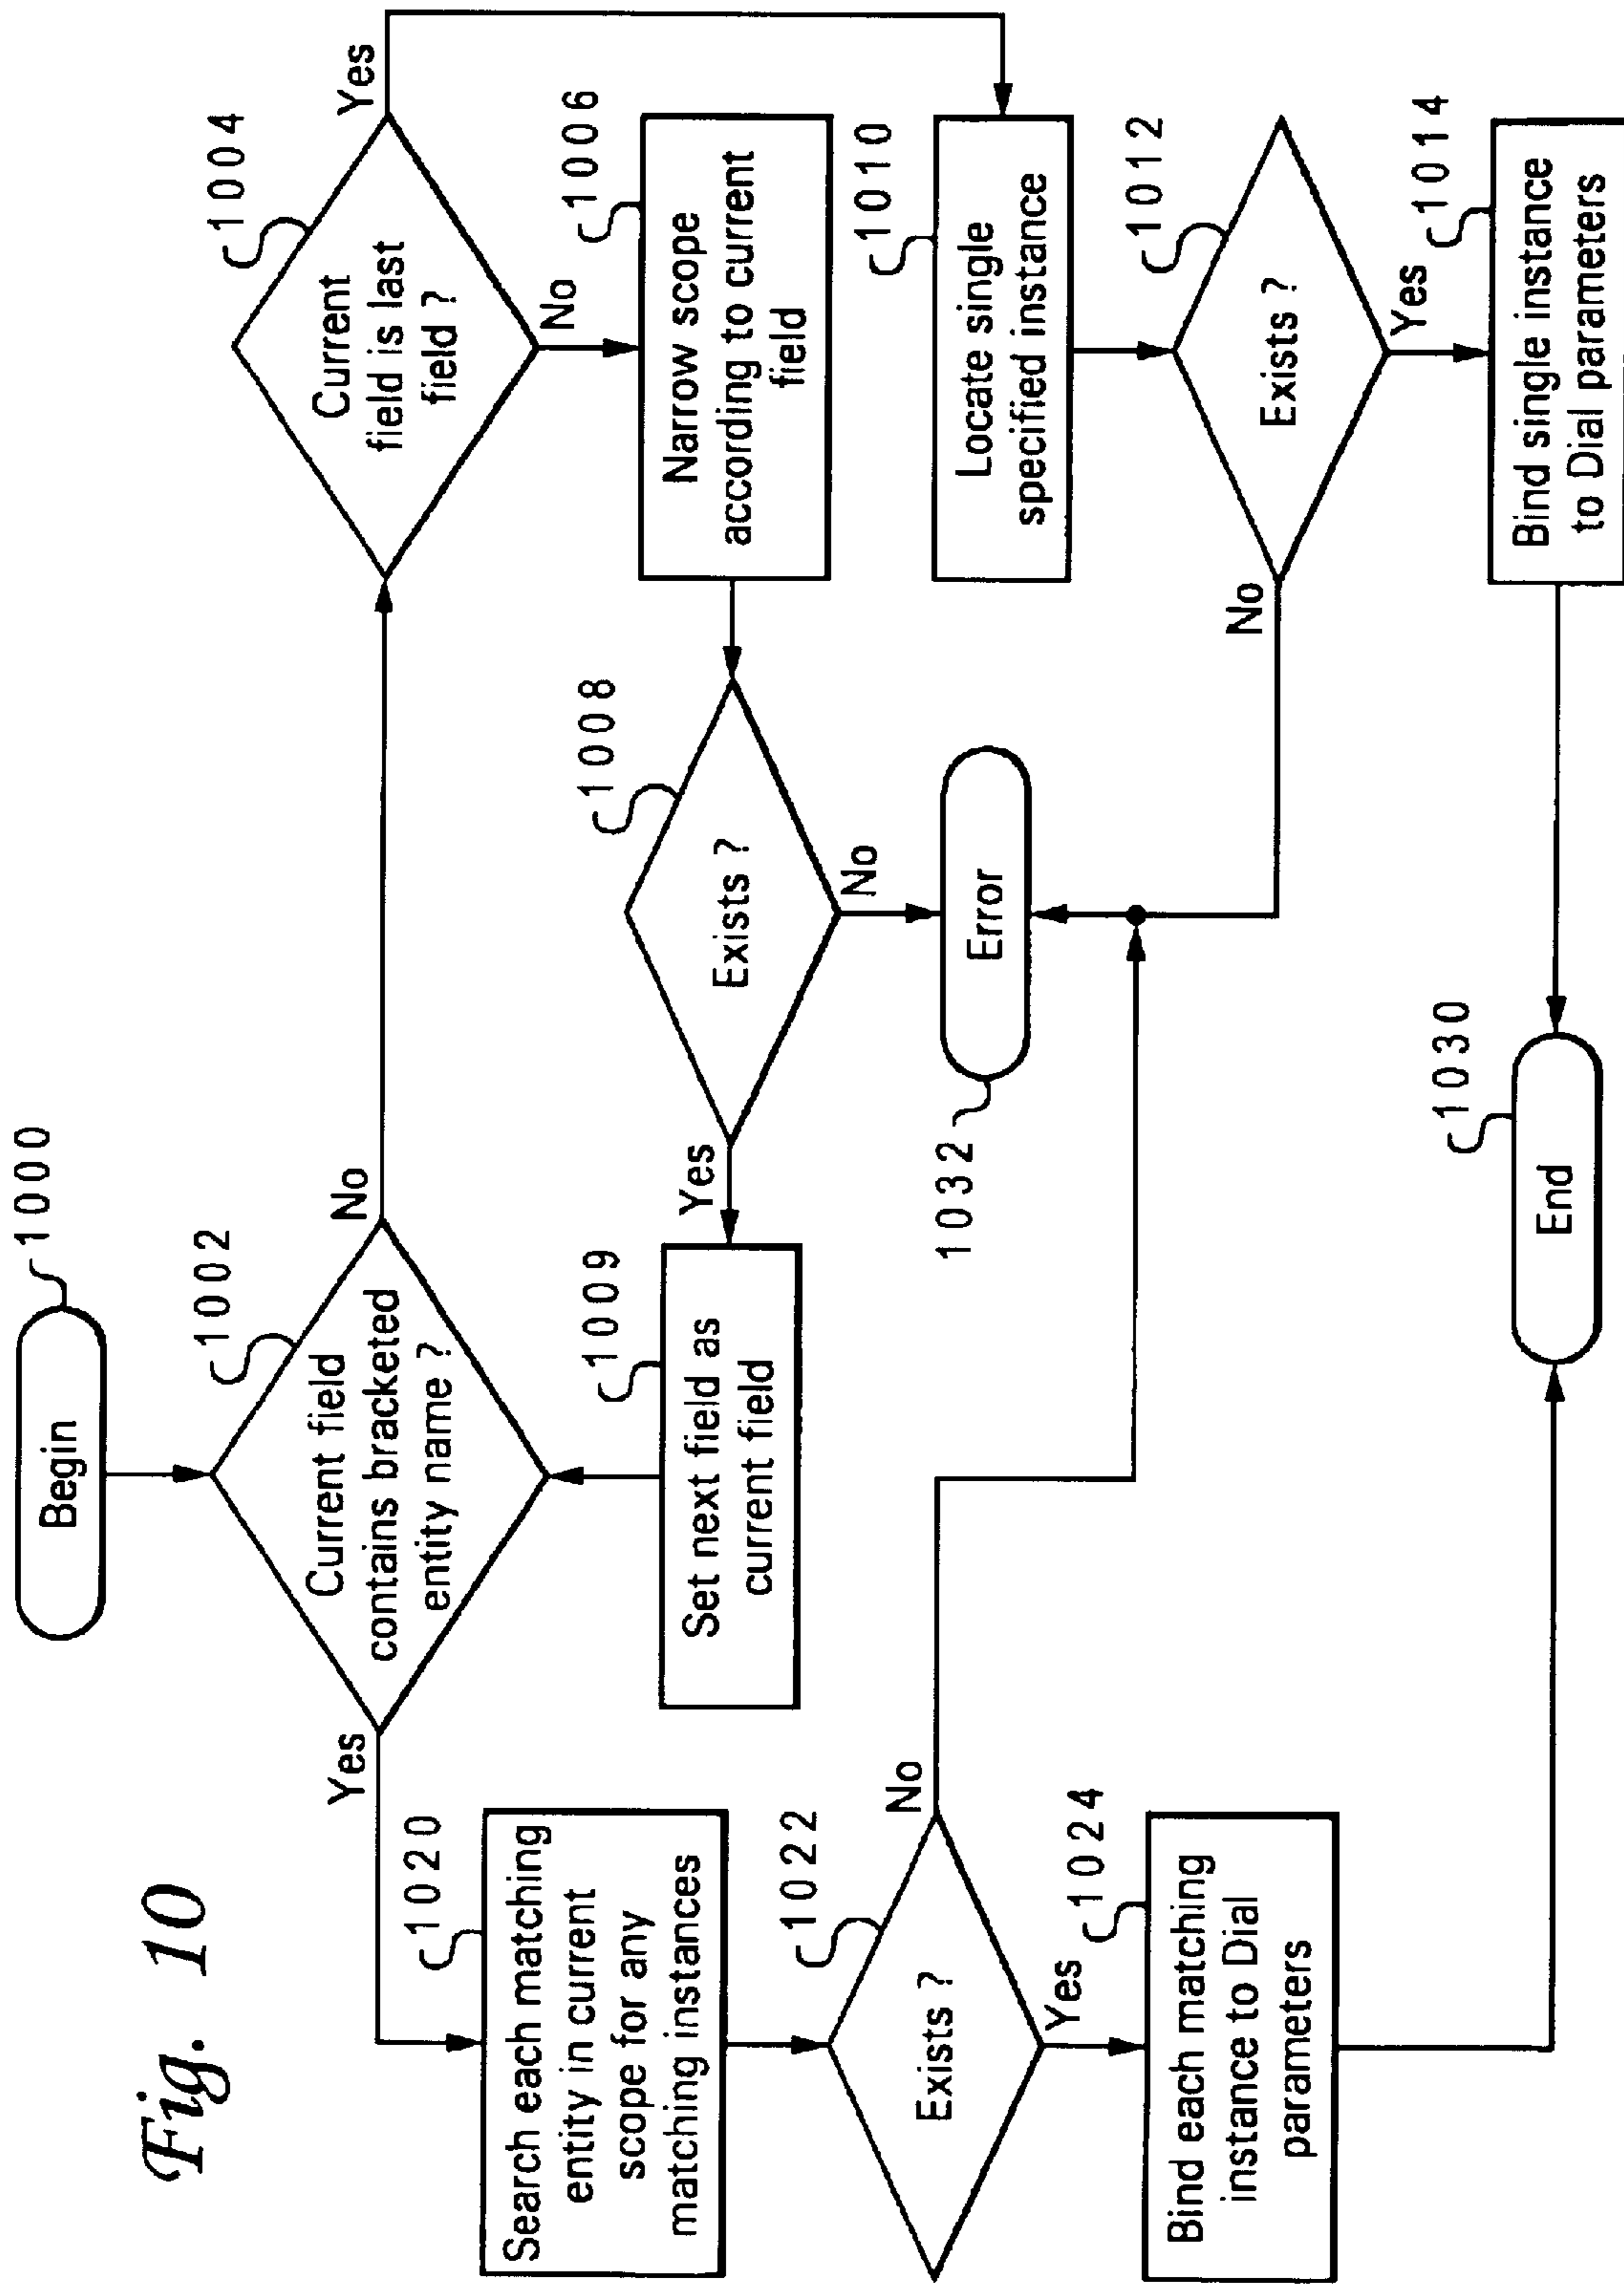 Fig. 10
Begin
1000
Current field
contains bracketed
entity name ?
1002
Yes
No
Current
field is last
field ?
1004
Yes
No
Narrow scope
according to current
field
1006
Exists ?
1008
Yes
No
Set next field as
current field
1009
Search each matching
entity in current
scope for any
matching instances
1020
Exists ?
1022
No
Yes
Bind each matching
instance to Dial
parameters
1024
Error
1032
Locate single
specified instance
1010
Exists ?
1012
No
Yes
Bind single instance
to Dial parameters
1014
End
1030